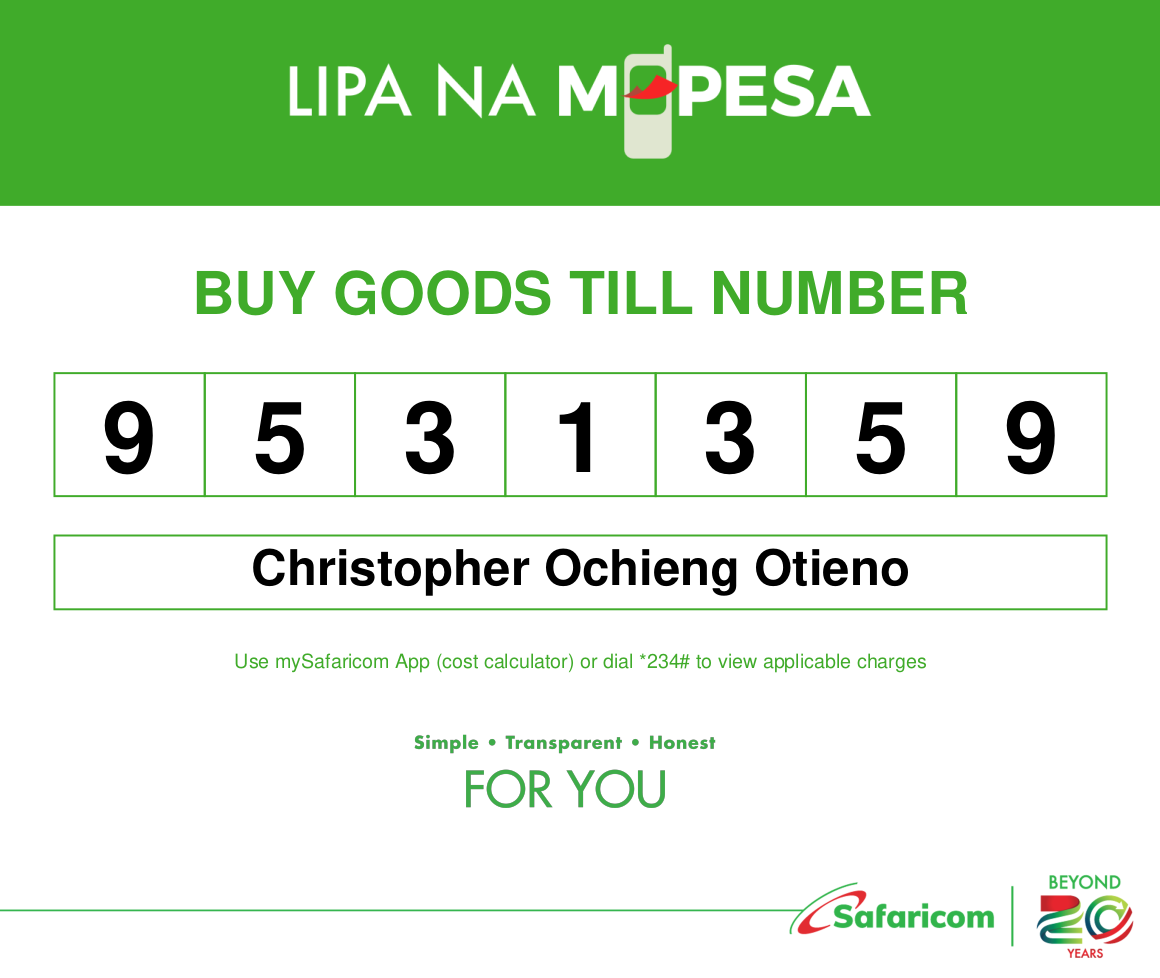 LIPA NA M PESA
BUY GOODS TILL NUMBER
9 5 3 1 3 5 9
Christopher Ochieng Otieno
Use mySafaricom App (cost calculator) or dial *234# to view applicable charges
Simple • Transparent • Honest
FOR YOU
BEYOND
Safaricom
20
YEARS